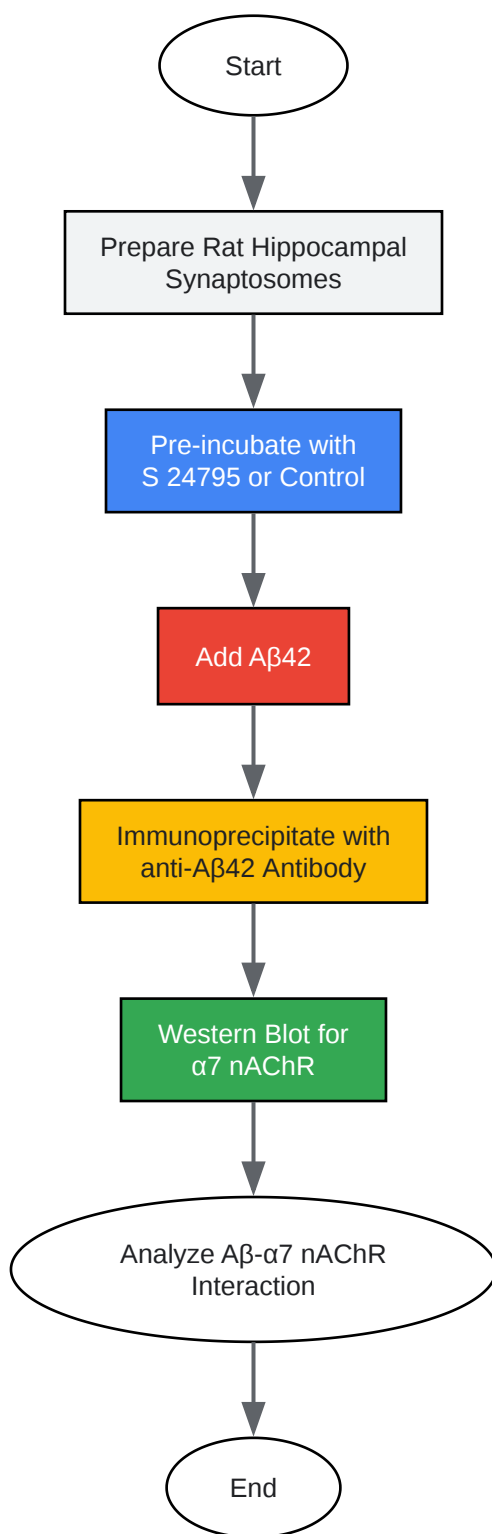 Start
Prepare Rat Hippocampal
Synaptosomes
Pre-incubate with
S 24795 or Control
Add Aβ42
Immunoprecipitate with
anti-Aβ42 Antibody
Western Blot for
α7 nAChR
Analyze Aβ-α7 nAChR
Interaction
End